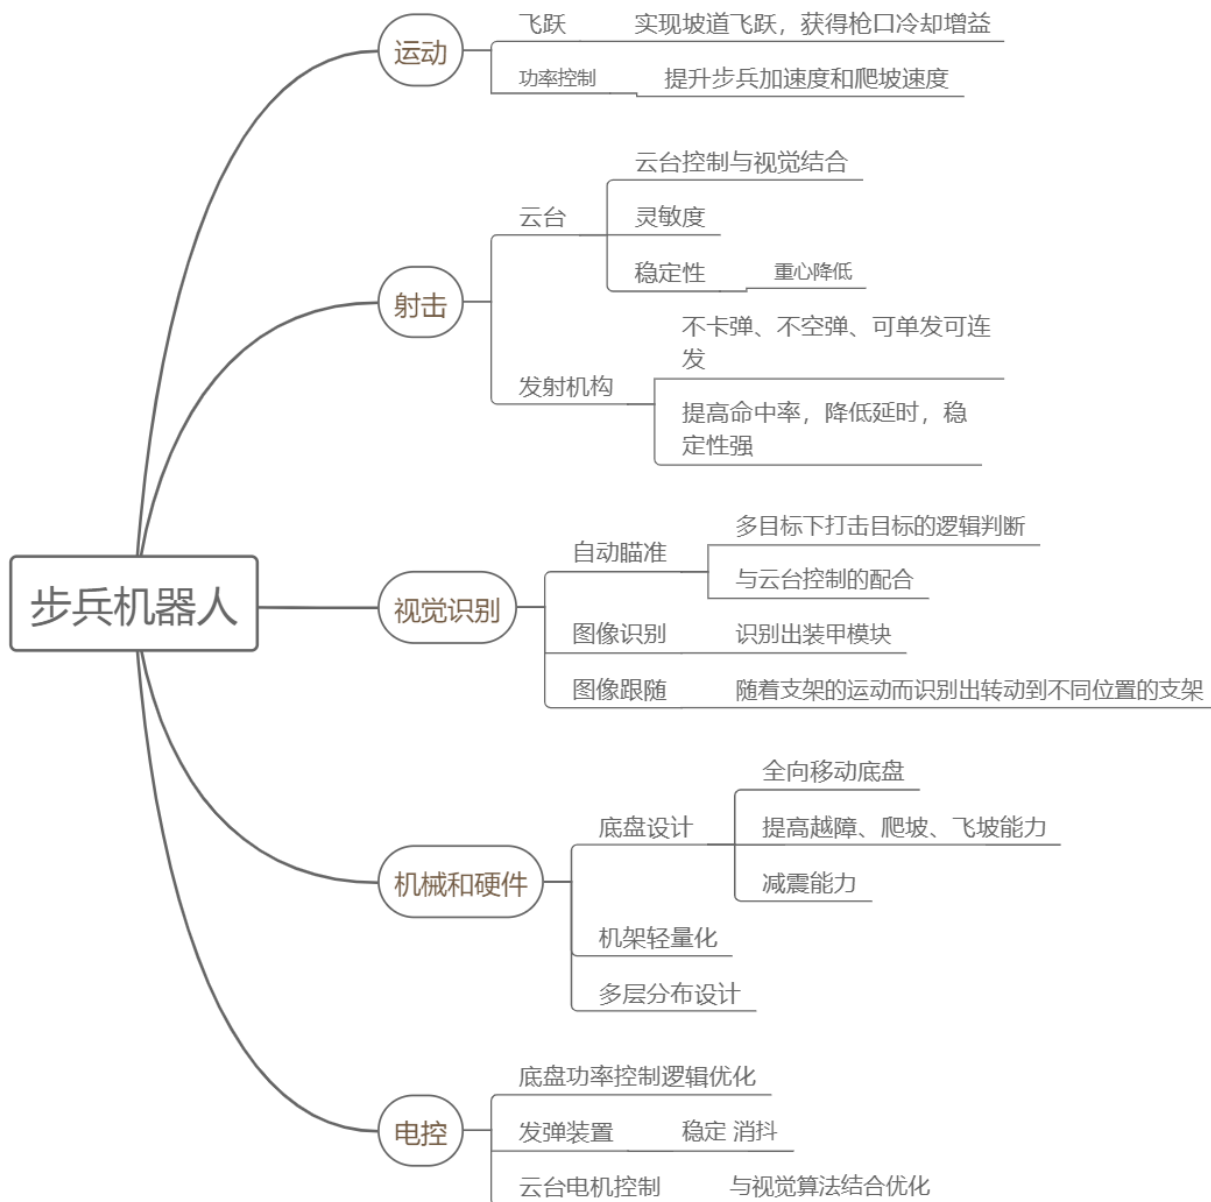 步兵机器人
运动
飞跃
实现坡道飞跃，获得枪口冷却增益
功率控制
提升步兵加速度和爬坡速度
射击
云台
云台控制与视觉结合
灵敏度
稳定性
重心降低
发射机构
不卡弹、不空弹、可单发可连
发
提高命中率，降低延时，稳
定性强
视觉识别
自动瞄准
多目标下打击目标的逻辑判断
与云台控制的配合
图像识别
识别出装甲模块
图像跟随
随着支架的运动而识别出转动到不同位置的支架
机械和硬件
底盘设计
全向移动底盘
提高越障、爬坡、飞坡能力
减震能力
机架轻量化
多层分布设计
电控
底盘功率控制逻辑优化
发弹装置
稳定 消抖
云台电机控制
与视觉算法结合优化